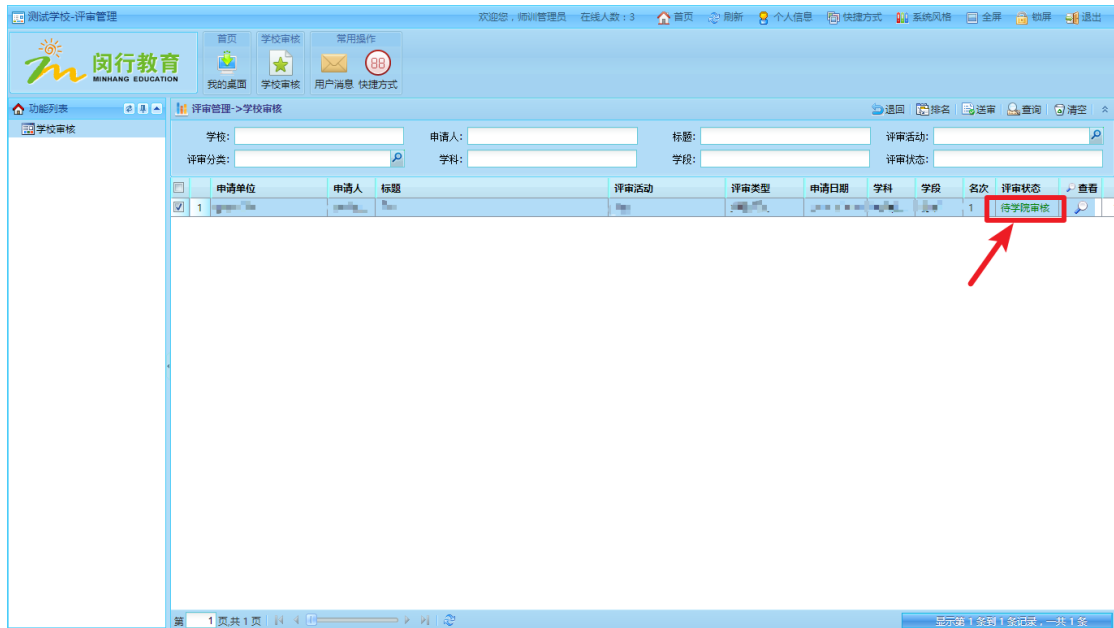 测试学校-评审管理
欢迎您，师训管理员 在线人数：3 首页 刷新 个人信息 快捷方式 系统风格 全屏 锁屏 退出
首页 学校审核 常用操作
闵行教育
MINHANG EDUCATION
88
我的桌面 学校审核 用户消息 快捷方式
功能列表
评审管理->学校审核
退回 排名 送审 查询 清空
学校审核
学校: 申请人: 标题: 评审活动:
评审分类: 学科: 学段: 评审状态:
申请单位 申请人 标题 评审活动 评审类型 申请日期 学科 学段 名次 评审状态 查看
1 1 待学院审核
第 1 页,共 1 页
显示第 1 条到 1 条记录，一共 1 条